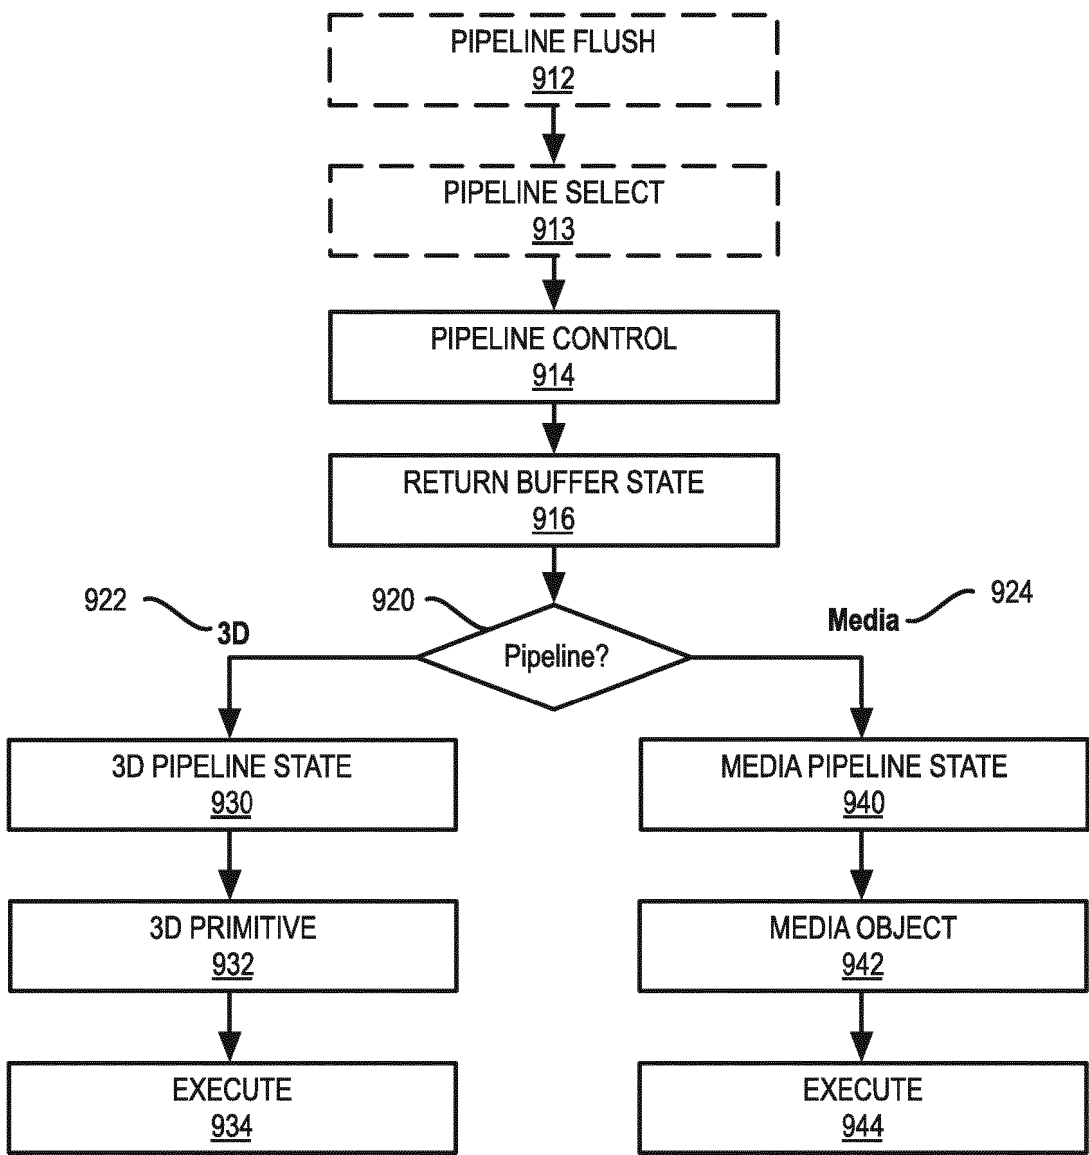 PIPELINE FLUSH
912
PIPELINE SELECT
913
PIPELINE CONTROL
914
RETURN BUFFER STATE
916
922
920
924
3D
Media
Pipeline?
3D PIPELINE STATE
930
MEDIA PIPELINE STATE
940
3D PRIMITIVE
932
MEDIA OBJECT
942
EXECUTE
934
EXECUTE
944